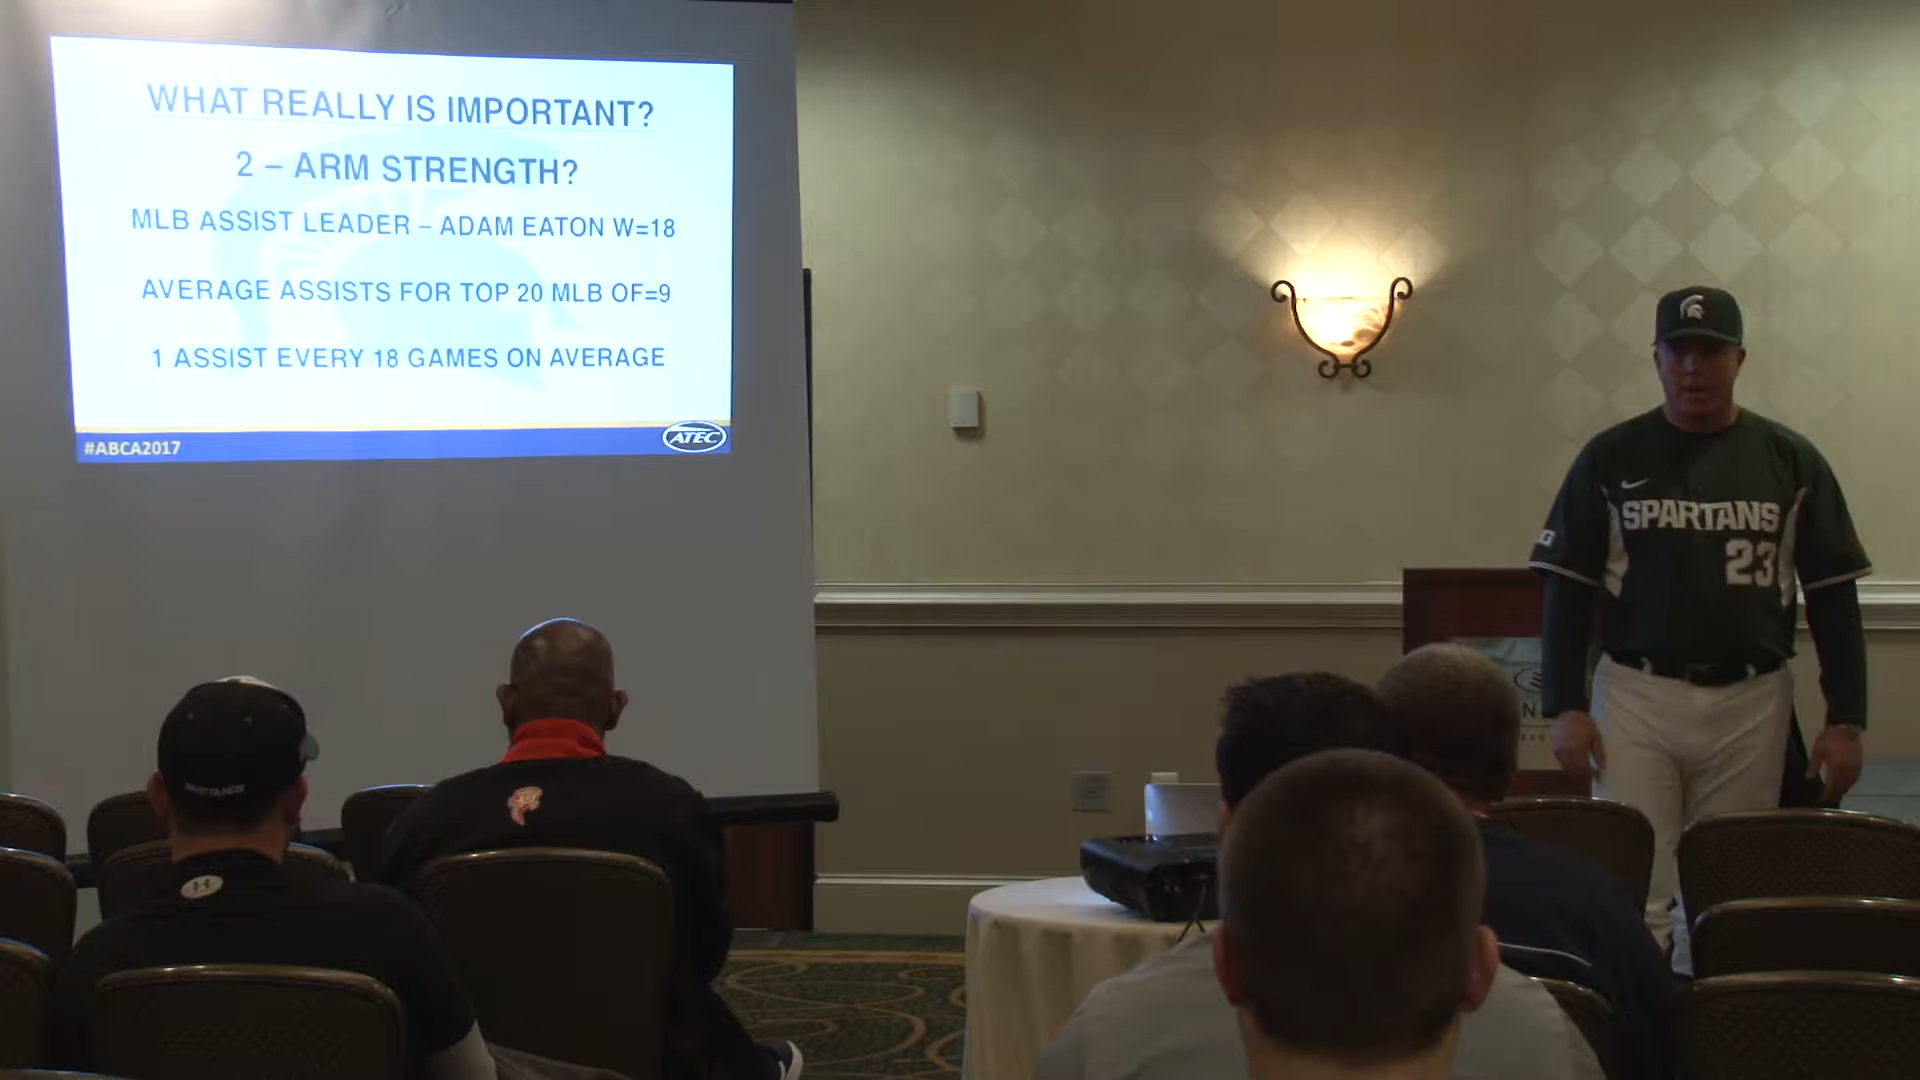 WHAT REALLY IS IMPORTANT?
2 – ARM STRENGTH?
MLB ASSIST LEADER – ADAM EATON W=18
AVERAGE ASSISTS FOR TOP 20 MLB OF=9
1 ASSIST EVERY 18 GAMES ON AVERAGE
#ABCA2017
ATEC
SPARTANS
23